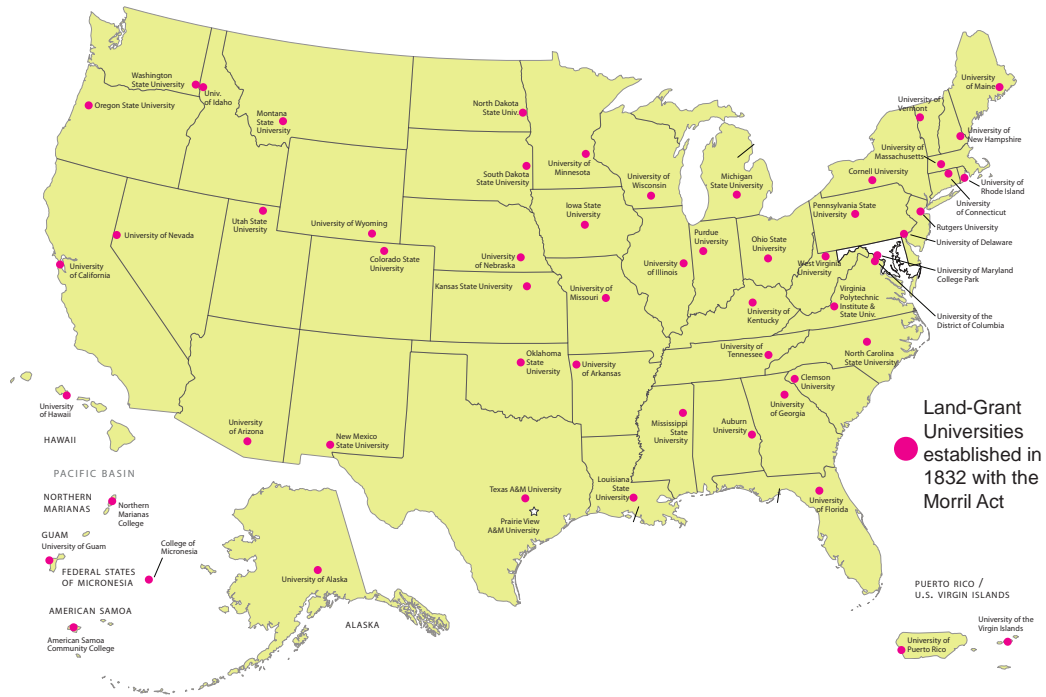 Washington
State University
Univ.
of Idaho
Oregon State University
Montana
State
University
North Dakota
State Univ.
University of
Minnesota
South Dakota
State University
University of
Wisconsin
Michigan
State University
University
of Maine
University of
Vermont
University of
New Hampshire
University of
Massachusetts
Cornell University
University of
Rhode Island
University
of Connecticut
Pennsylvania State
University
Rutgers University
University of Delaware
Utah State
University
University of Wyoming
Iowa State
University
Purdue
University
Ohio State
University
University of Nevada
Colorado State
University
University of
Nebraska
University
of Illinois
West Virginia
University
University of Maryland
College Park
University
of California
Kansas State University
University of
Missouri
University of
Kentucky
Virginia
Polytechnic
Institute &
State Univ.
University of the
District of Columbia
Oklahoma
State
University
University
of Arkansas
University of
Tennessee
North Carolina
State University
Clemson
University
University
of Georgia
University
of Hawaii
HAWAII
University
of Arizona
New Mexico
State University
Mississippi
State
University
Auburn
University
Land-Grant
Universities
established in
1832 with the
Morril Act
PACIFIC BASIN
NORTHERN
MARIANAS
Northern
Marianas
College
Texas A&M University
Prairie View
A&M University
Louisiana
State
University
University
of Florida
GUAM
University of Guam
College of
Micronesia
FEDERAL STATES
OF MICRONESIA
University of Alaska
ALASKA
AMERICAN SAMOA
American Samoa
Community College
PUERTO RICO /
U.S. VIRGIN ISLANDS
University of the
Virgin Islands
University of
Puerto Rico